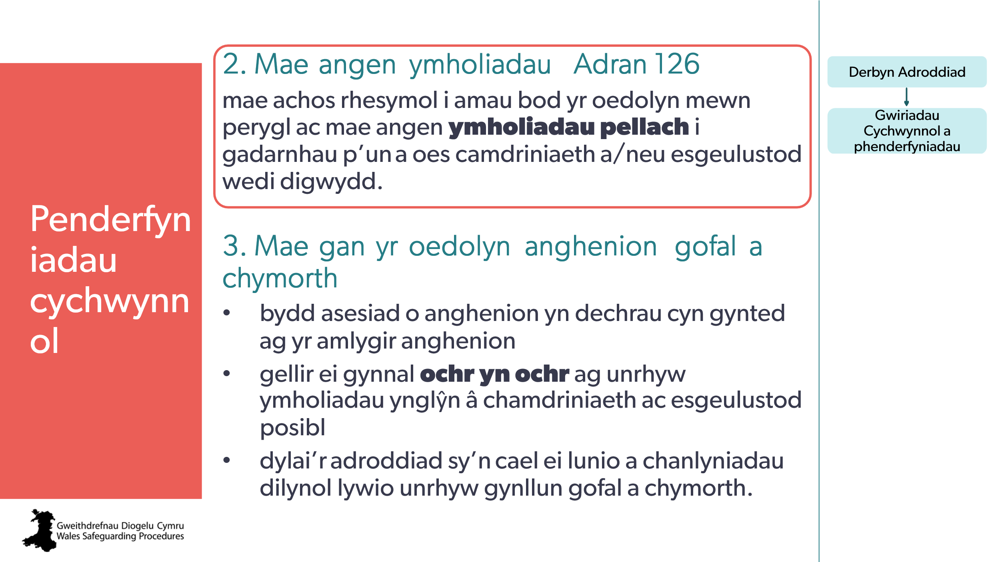 Penderfyn
iadau
cychwynn
ol
2. Mae angen ymholiadau Adran 126
mae achos rhesymol i amau bod yr oedolyn mewn
perygl ac mae angen ymholiadau pellach i
gadarnhau p’un a oes camdriniaeth a/neu esgeulustod
wedi digwydd.
3. Mae gan yr oedolyn anghenion gofal a
chymorth
• bydd asesiad o anghenion yn dechrau cyn gynted
ag yr amlygir anghenion
• gellir ei gynnal ochr yn ochr ag unrhyw
ymholiadau ynglŷn â chamdriniaeth ac esgeulustod
posibl
• dylai’r adroddiad sy’n cael ei lunio a chanlyniadau
dilynol lywio unrhyw gynllun gofal a chymorth.
Derbyn Adroddiad
Gwiriadau
Cychwynnol a
phenderfyniadau
Gweithdrefnau Diogelu Cymru
Wales Safeguarding Procedures